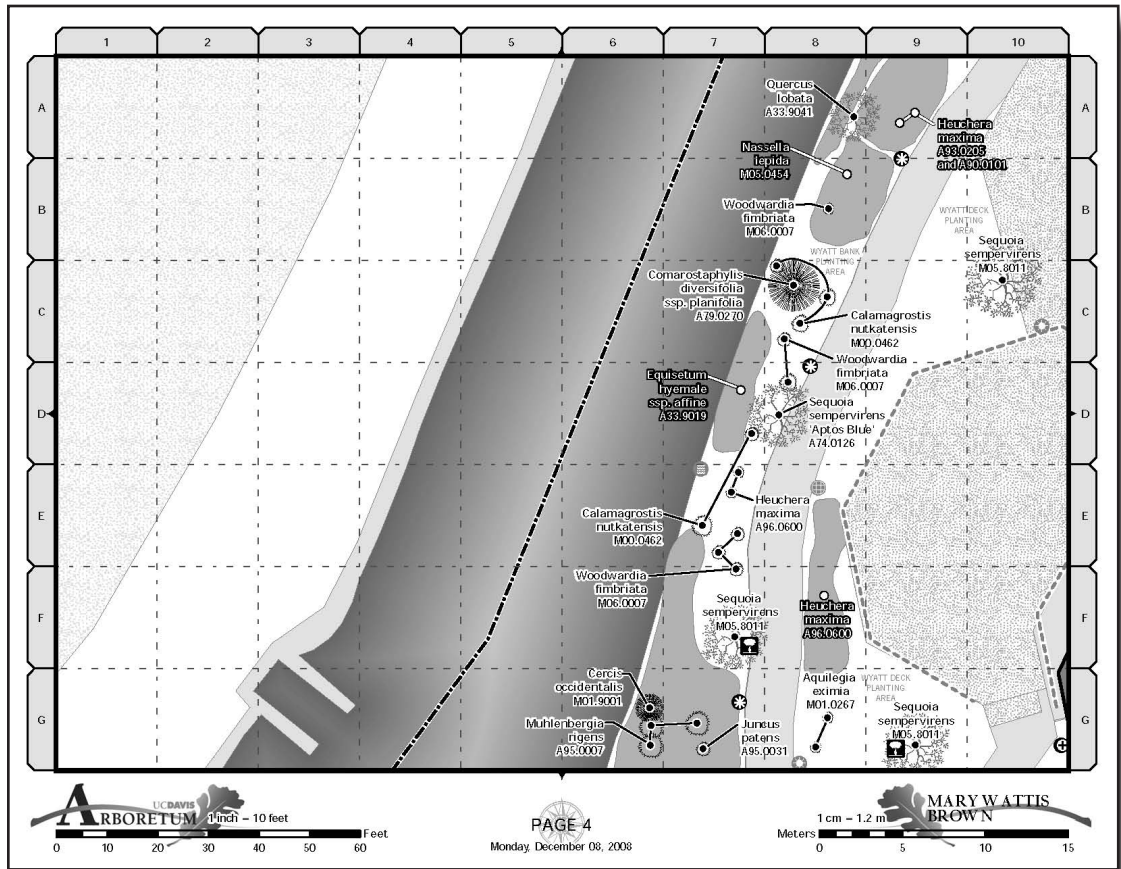 1 2 3 4 5 6 7 8 9 10
A
B
C
D
E
F
G
A
B
C
D
E
F
G
Quercus
lobata
A33.9041
Heuchera
maxima
A93.0205
and A90.0101
Nassella
lepida
M05.0454
Woodwardia
fimbriata
M06.0007
WYATT DECK
PLANTING
AREA
WYATT BANK
PLANTING
AREA
Sequoia
sempervirens
M05.8011
Comarostaphylis
diversifolia
ssp. planifolia
A79.0270
Calamagrostis
nutkatensis
M00.0462
Woodwardia
fimbriata
M06.0007
Equisetum
hyemale
ssp. affine
A33.9019
Sequoia
sempervirens
'Aptos Blue'
A74.0126
Heuchera
maxima
A96.0600
Calamagrostis
nutkatensis
M00.0462
Woodwardia
fimbriata
M06.0007
Sequoia
sempervirens
M05.8011
Heuchera
maxima
A96.0600
Cercis
occidentalis
M01.9001
Muhlenbergia
rigens
A95.0007
Juncus
patens
A95.0031
Aquilegia
eximia
M01.0267
WYATT DECK
PLANTING
AREA
Sequoia
sempervirens
M05.8011
UC DAVIS
ARBORETUM
1 inch = 10 feet
Feet
0 10 20 30 40 50 60
PAGE 4
Monday, December 08, 2008
MARY WATTIS
BROWN
1 cm = 1.2 m
Meters
0 5 10 15